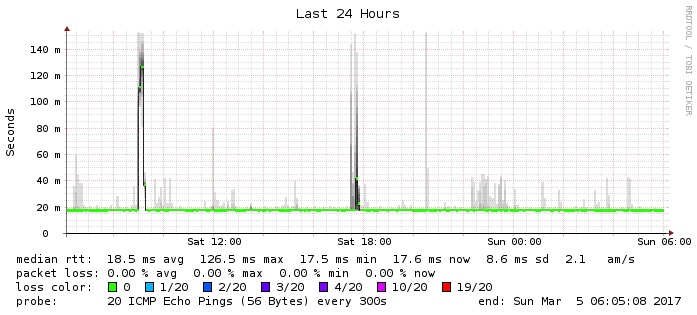 Last 24 Hours
RRDTOOL / TOBI OETIKER
Seconds
140 m
120 m
100 m
80 m
60 m
40 m
20 m
0
Sat 12:00 Sat 18:00 Sun 00:00 Sun 06:00
median rtt: 18.5 ms avg 126.5 ms max 17.5 ms min 17.6 ms now 8.6 ms sd 2.1 am/s
packet loss: 0.00 % avg 0.00 % max 0.00 % min 0.00 % now
loss color: 0 1/20 2/20 3/20 4/20 10/20 19/20
probe: 20 ICMP Echo Pings (56 Bytes) every 300s end: Sun Mar 5 06:05:08 2017